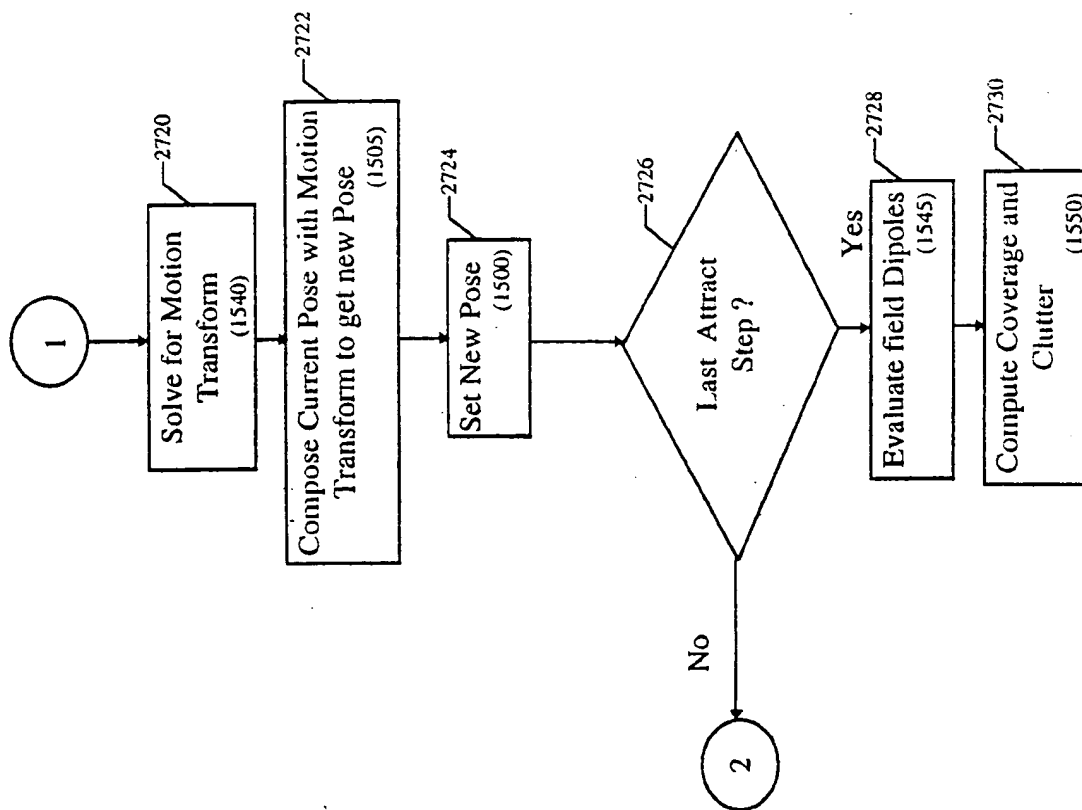 1
2720
Solve for Motion
Transform
(1540)
2722
Compose Current Pose with Motion
Transform to get new Pose
(1505)
2724
Set New Pose
(1500)
2726
Last Attract
Step ?
No
2
Yes
2728
Evaluate field Dipoles
(1545)
2730
Compute Coverage and
Clutter
(1550)